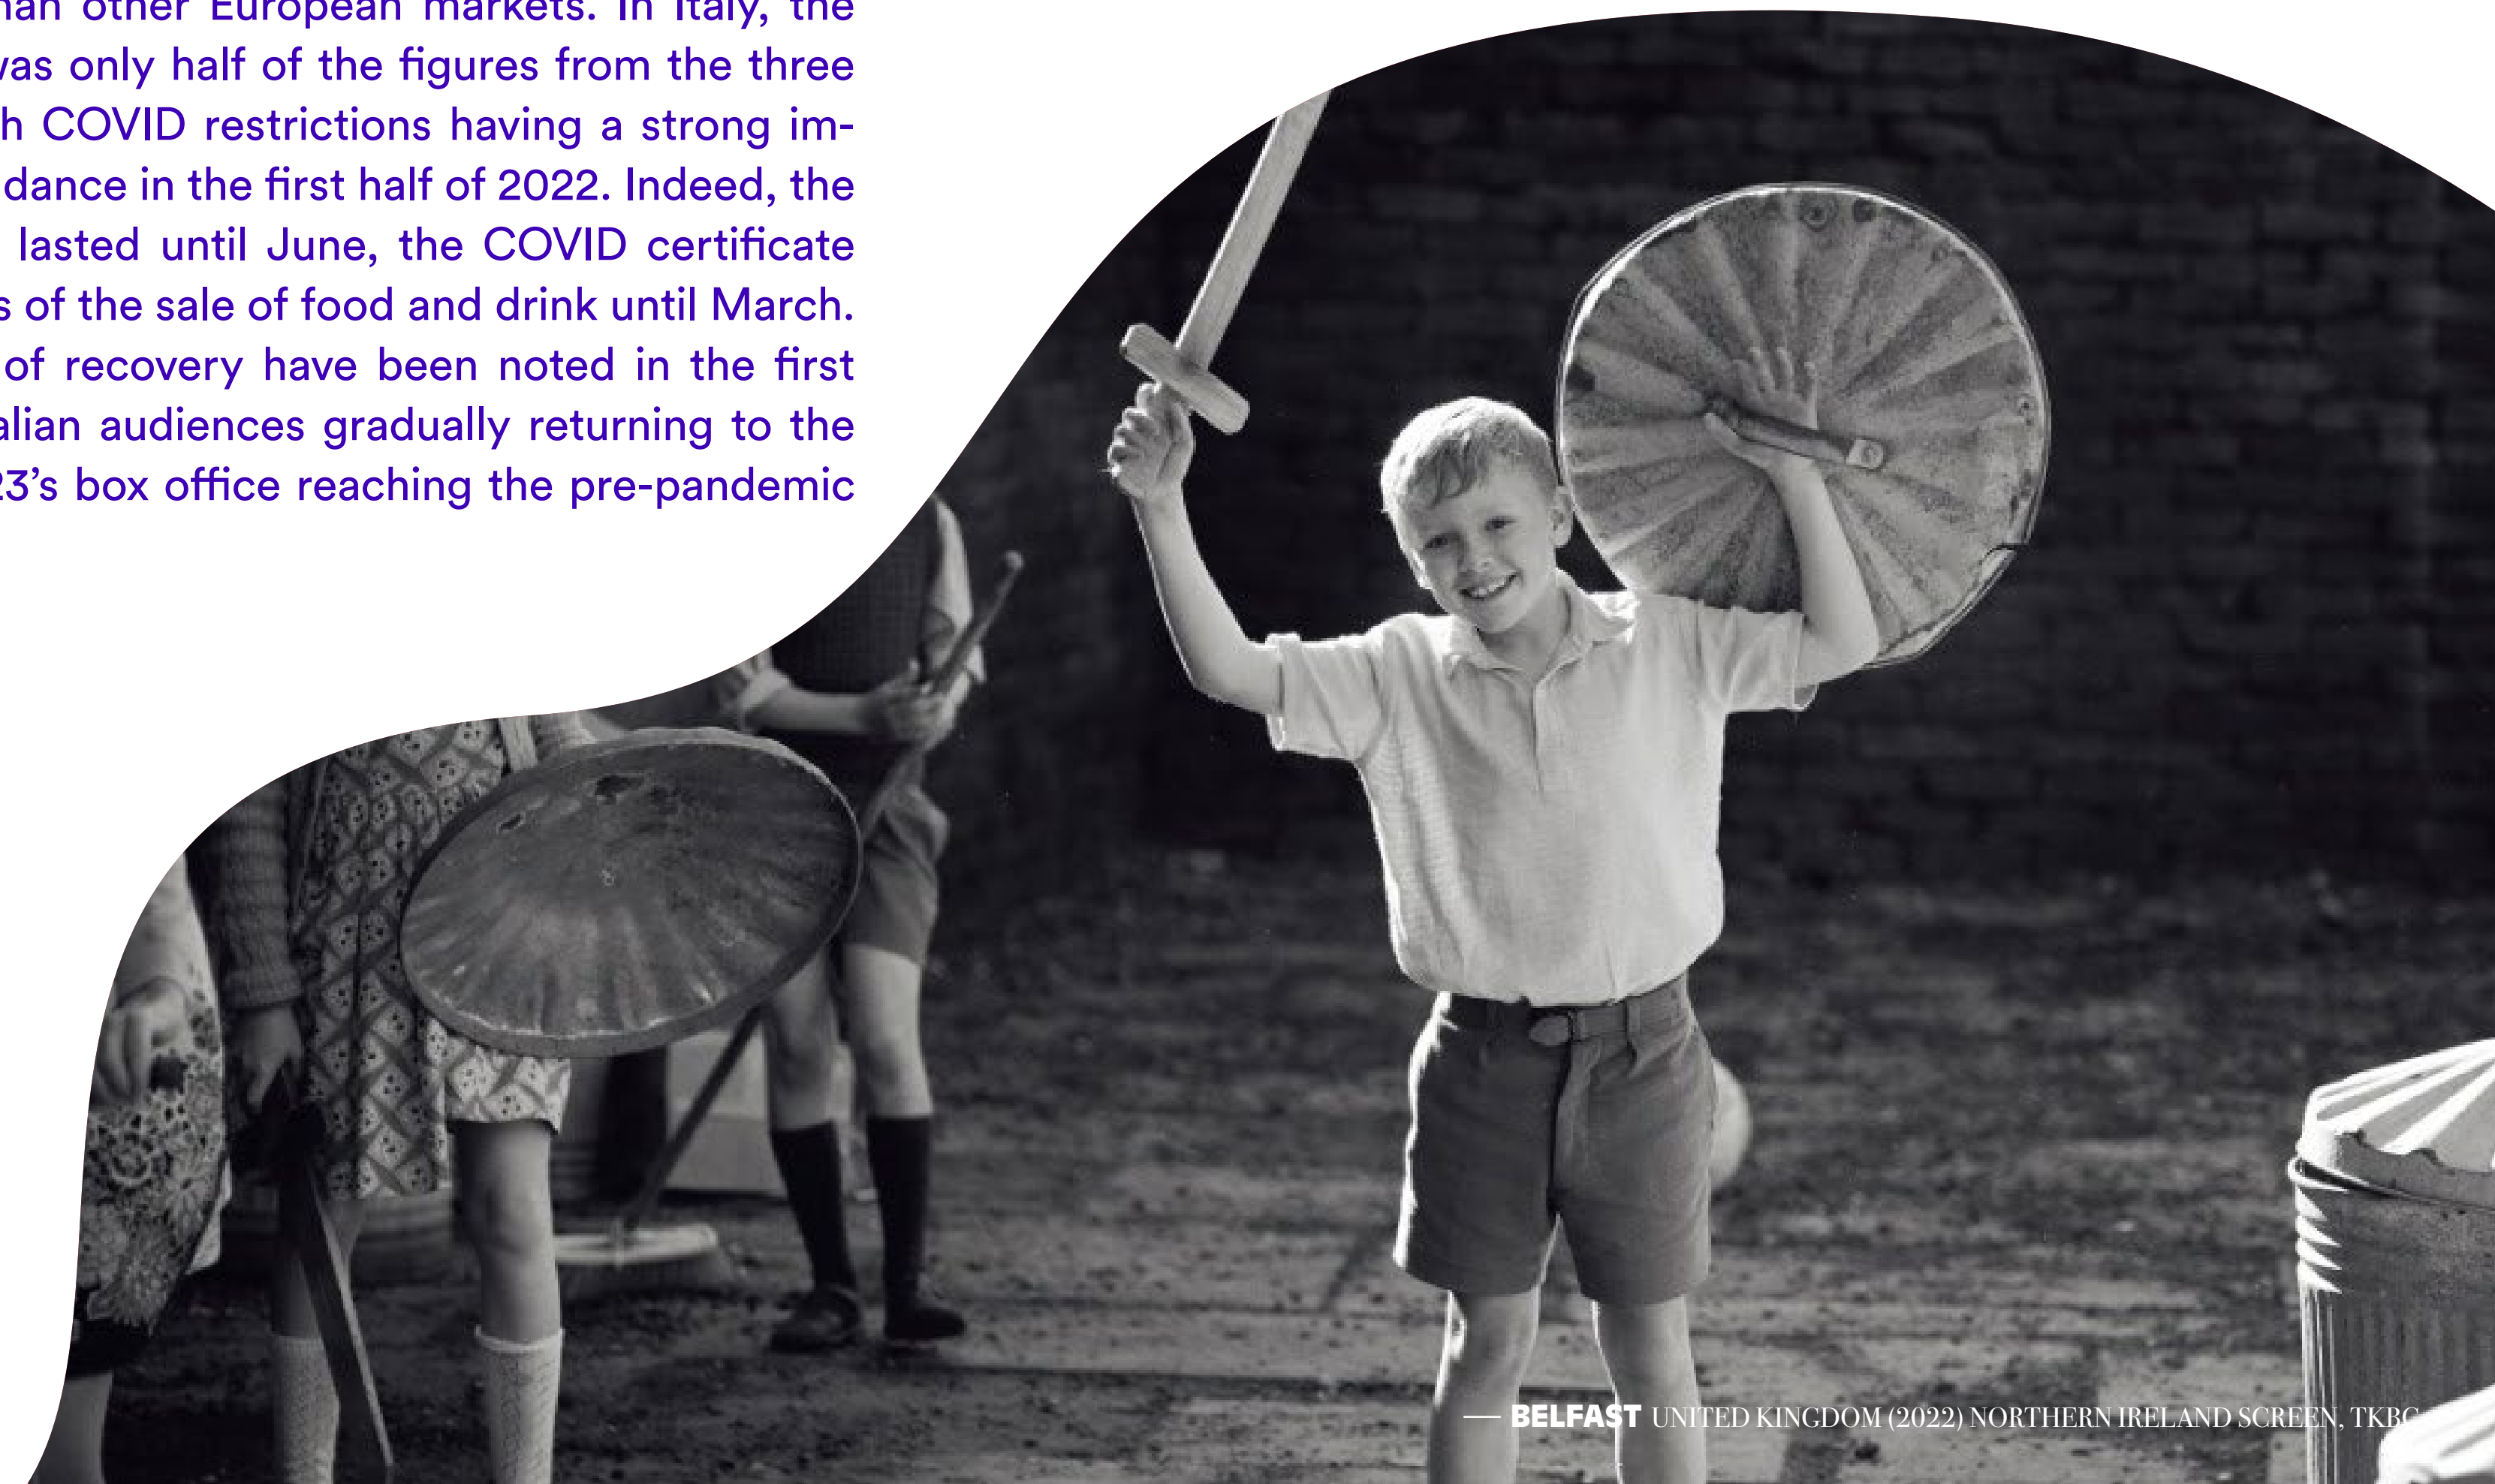 than other European markets. In Italy, the
was only half of the figures from the three
h COVID restrictions having a strong im-
dance in the first half of 2022. Indeed, the
lasted until June, the COVID certificate
s of the sale of food and drink until March.
of recovery have been noted in the first
alian audiences gradually returning to the
23’s box office reaching the pre-pandemic
— BELFAST UNITED KINGDOM (2022) NORTHERN IRELAND SCREEN, TKBC